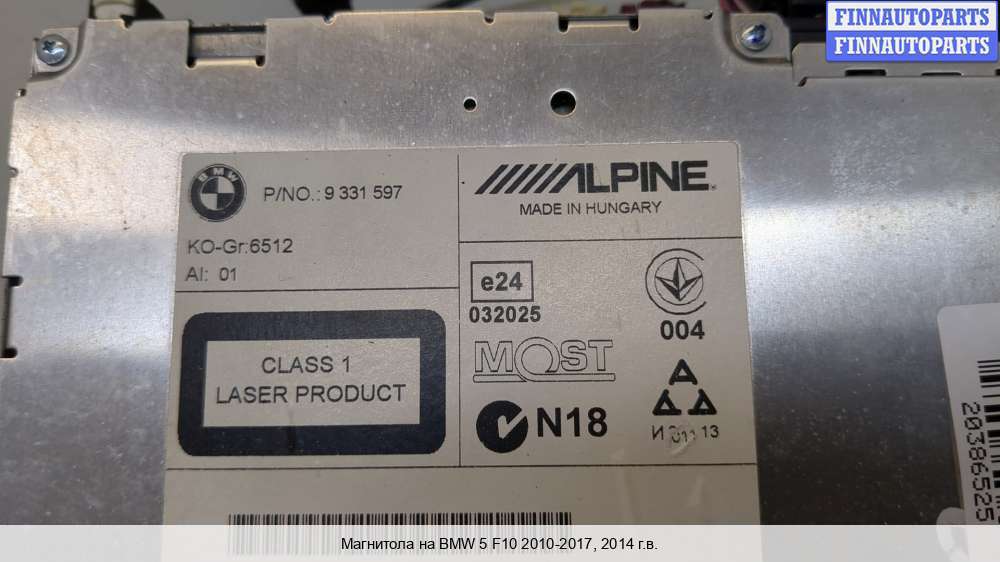 FINNAUTOPARTS
FINNAUTOPARTS
BMW
P/NO.: 9 331 597
ALPINE
MADE IN HUNGARY
KO-Gr:6512
AI: 01
e24
032025
004
CLASS 1
LASER PRODUCT
MOST
N18
20386525
Магнитола на BMW 5 F10 2010-2017, 2014 г.в.